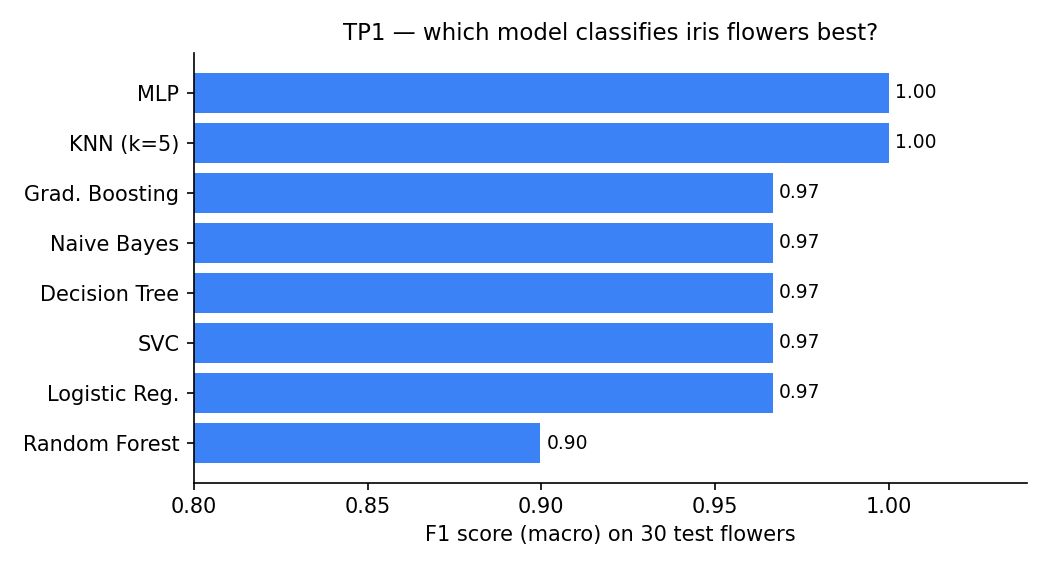 TP1 — which model classifies iris flowers best?
MLP 1.00
KNN (k=5) 1.00
Grad. Boosting 0.97
Naive Bayes 0.97
Decision Tree 0.97
SVC 0.97
Logistic Reg. 0.97
Random Forest 0.90
0.80 0.85 0.90 0.95 1.00
F1 score (macro) on 30 test flowers